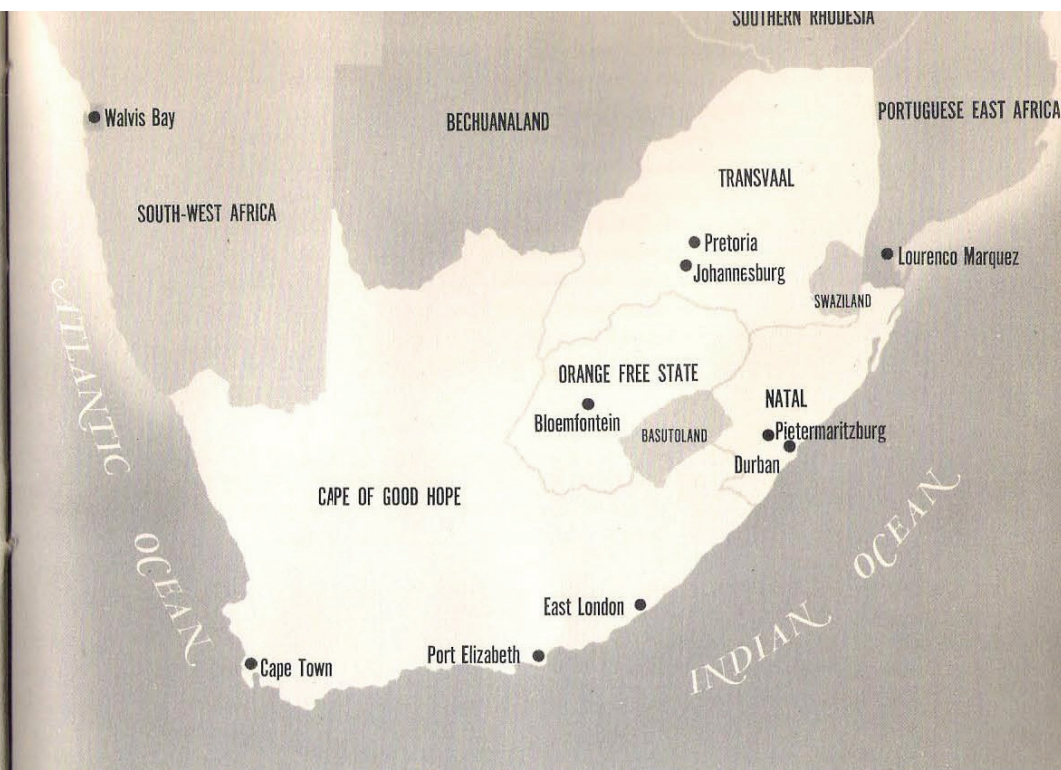 SOUTHERN RHODESIA
Walvis Bay
BECHUANALAND
PORTUGUESE EAST AFRICA
TRANSVAAL
SOUTH-WEST AFRICA
Pretoria
Johannesburg
Lourenco Marquez
SWAZILAND
ATLANTIC OCEAN
ORANGE FREE STATE
NATAL
Bloemfontein
BASUTOLAND
Pietermaritzburg
Durban
CAPE OF GOOD HOPE
INDIAN OCEAN
East London
Port Elizabeth
Cape Town